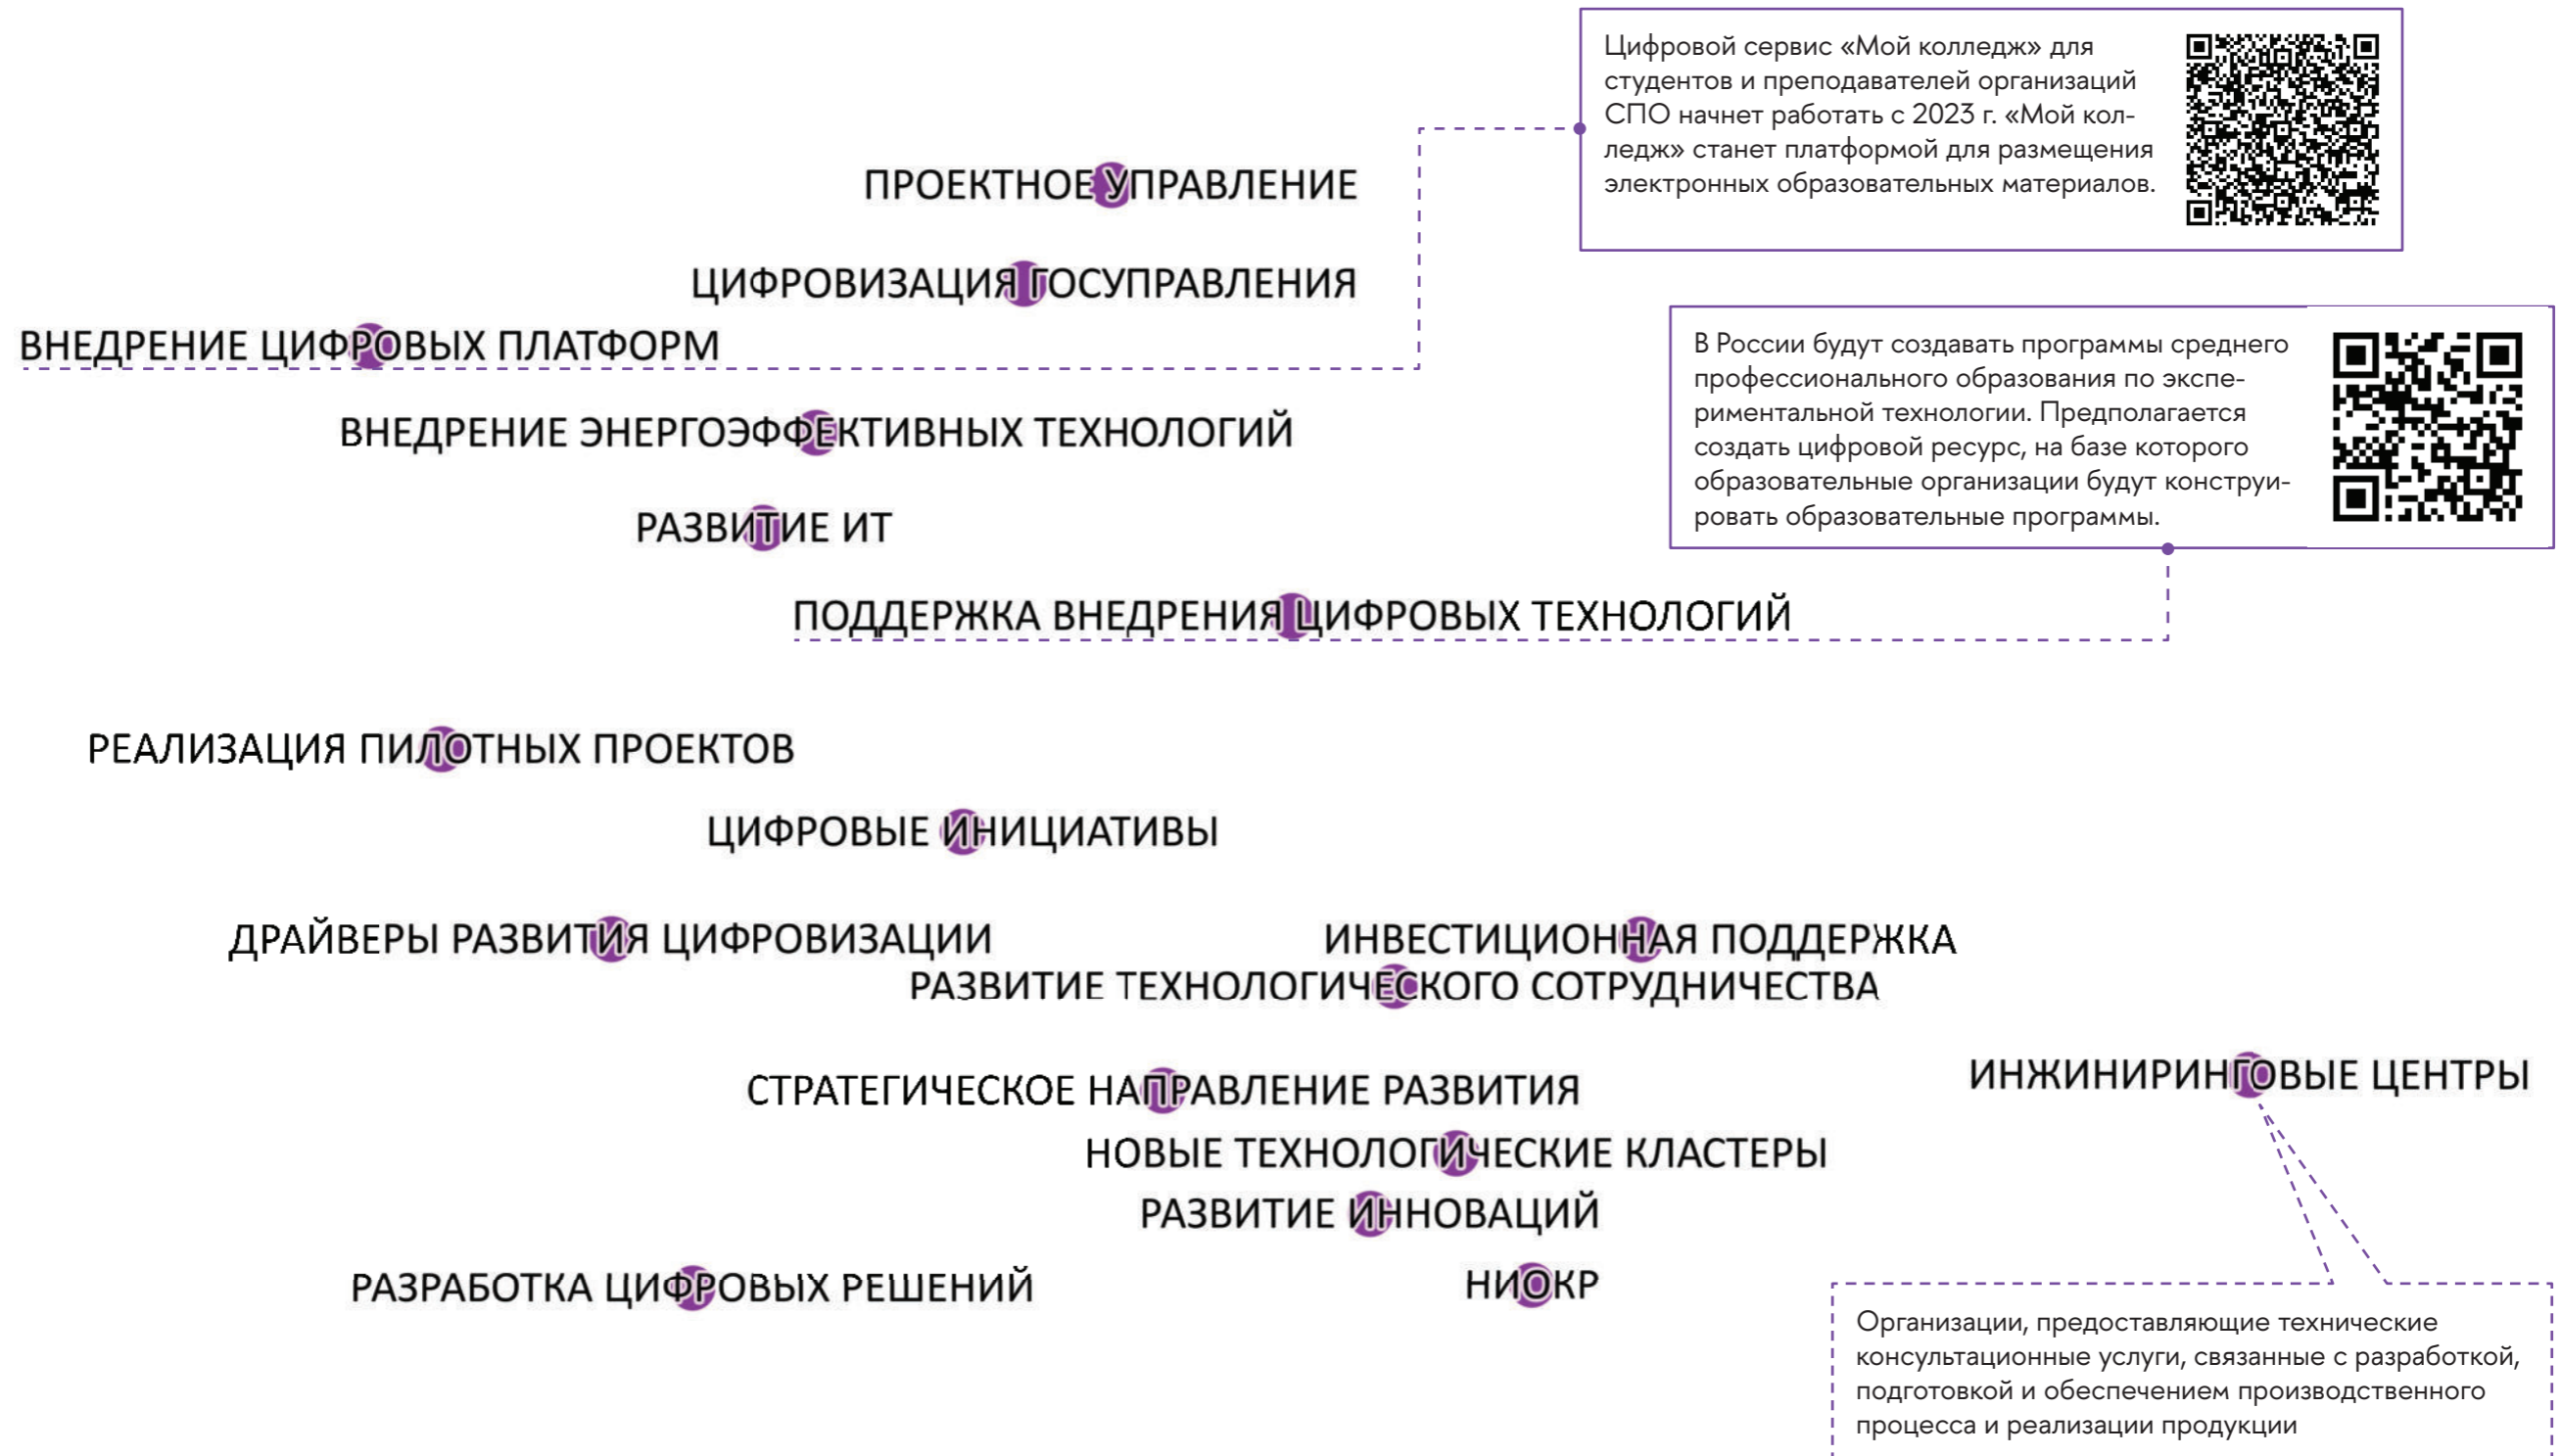 Цифровой сервис «Мой колледж» для
студентов и преподавателей организаций
СПО начнет работать с 2023 г. «Мой кол-
ледж» станет платформой для размещения
электронных образовательных материалов.
ПРОЕКТНОЕ УПРАВЛЕНИЕ
ЦИФРОВИЗАЦИЯ ГОСУПРАВЛЕНИЯ
ВНЕДРЕНИЕ ЦИФРОВЫХ ПЛАТФОРМ
В России будут создавать программы среднего
профессионального образования по экспе-
риментальной технологии. Предполагается
создать цифровой ресурс, на базе которого
образовательные организации будут конструи-
ровать образовательные программы.
ВНЕДРЕНИЕ ЭНЕРГОЭФФЕКТИВНЫХ ТЕХНОЛОГИЙ
РАЗВИТИЕ ИТ
ПОДДЕРЖКА ВНЕДРЕНИЯ ЦИФРОВЫХ ТЕХНОЛОГИЙ
РЕАЛИЗАЦИЯ ПИЛОТНЫХ ПРОЕКТОВ
ЦИФРОВЫЕ ИНИЦИАТИВЫ
ДРАЙВЕРЫ РАЗВИТИЯ ЦИФРОВИЗАЦИИ
ИНВЕСТИЦИОННАЯ ПОДДЕРЖКА
РАЗВИТИЕ ТЕХНОЛОГИЧЕСКОГО СОТРУДНИЧЕСТВА
СТРАТЕГИЧЕСКОЕ НАПРАВЛЕНИЕ РАЗВИТИЯ
ИНЖИНИРИНГОВЫЕ ЦЕНТРЫ
НОВЫЕ ТЕХНОЛОГИЧЕСКИЕ КЛАСТЕРЫ
РАЗВИТИЕ ИННОВАЦИЙ
РАЗРАБОТКА ЦИФРОВЫХ РЕШЕНИЙ
НИОКР
Организации, предоставляющие технические
консультационные услуги, связанные с разработкой,
подготовкой и обеспечением производственного
процесса и реализации продукции